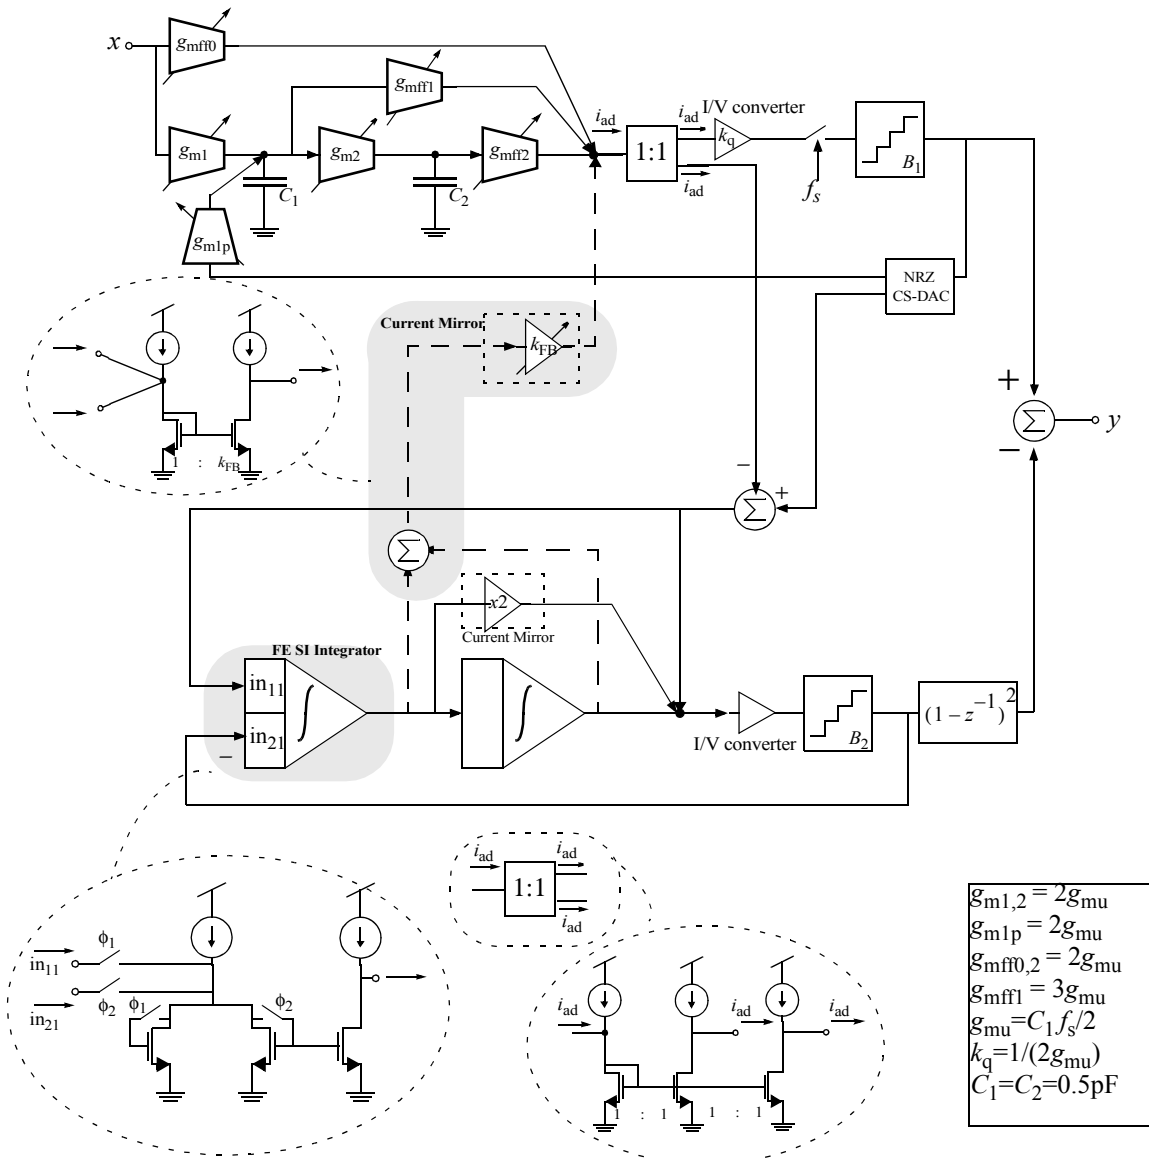 x
g_mff0
g_mff1
g_m1
g_m2
g_mff2
C_1
C_2
g_m1p
i_ad
1:1
i_ad
i_ad
I/V converter
k_q
f_s
B_1
NRZ
CS-DAC
Current Mirror
k_FB
1 : k_FB
+
Σ
y
−
−
+
Σ
Σ
x2
Current Mirror
FE SI Integrator
in_11
∫
in_21
−
∫
I/V converter
B_2
(1 − z^−1)^2
i_ad
i_ad
1:1
i_ad
ϕ_1
in_11
ϕ_2
in_21
ϕ_1
ϕ_2
i_ad
i_ad
i_ad
1 : 1 1 : 1
g_m1,2 = 2g_mu
g_m1p = 2g_mu
g_mff0,2 = 2g_mu
g_mff1 = 3g_mu
g_mu=C_1 f_s/2
k_q=1/(2g_mu)
C_1=C_2=0.5pF